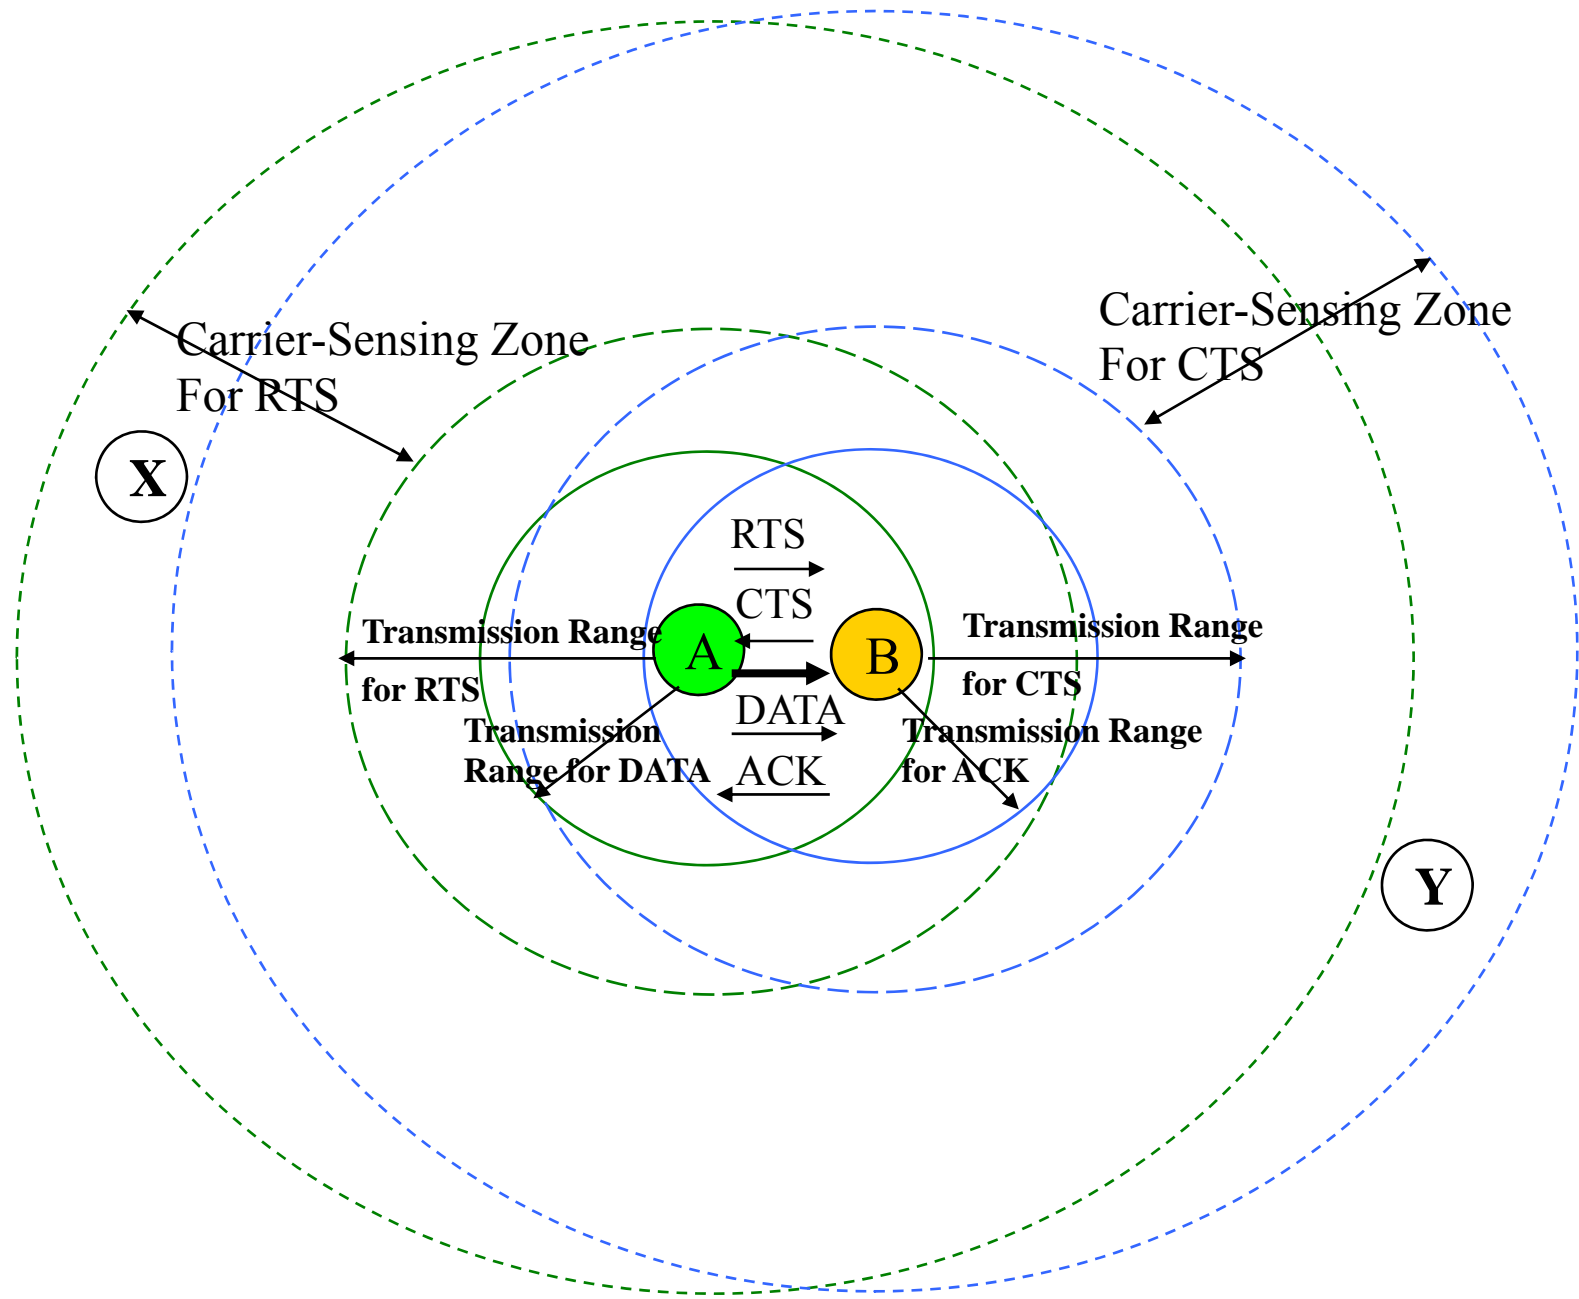 Carrier-Sensing Zone
For RTS
Carrier-Sensing Zone
For CTS
X
RTS
CTS
A
B
DATA
ACK
Transmission Range
for RTS
Transmission
Range for DATA
Transmission Range
for CTS
Transmission Range
for ACK
Y